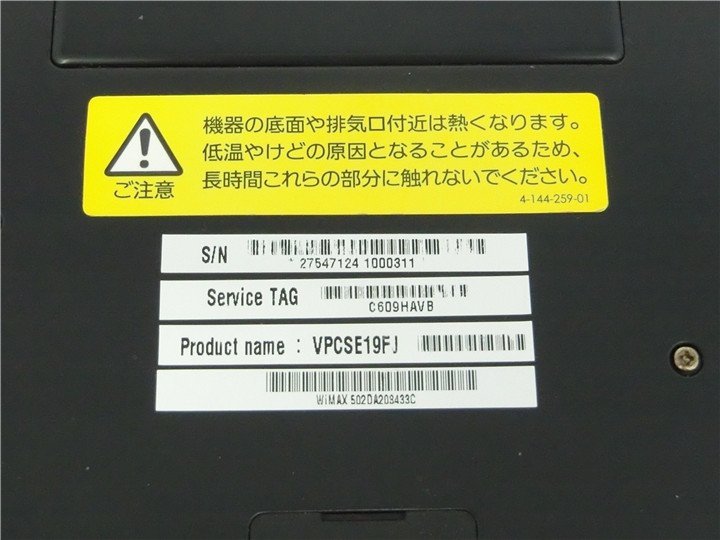 機器の底面や排気口付近は熱くなります。
低温やけどの原因となることがあるため、
長時間これらの部分に触れないでください。
ご注意
4-144-259-01
S/N
27547124 1000311
Service TAG
C609HAVB
Product name : VPCSE19FJ
WiMAX 502DA208433C